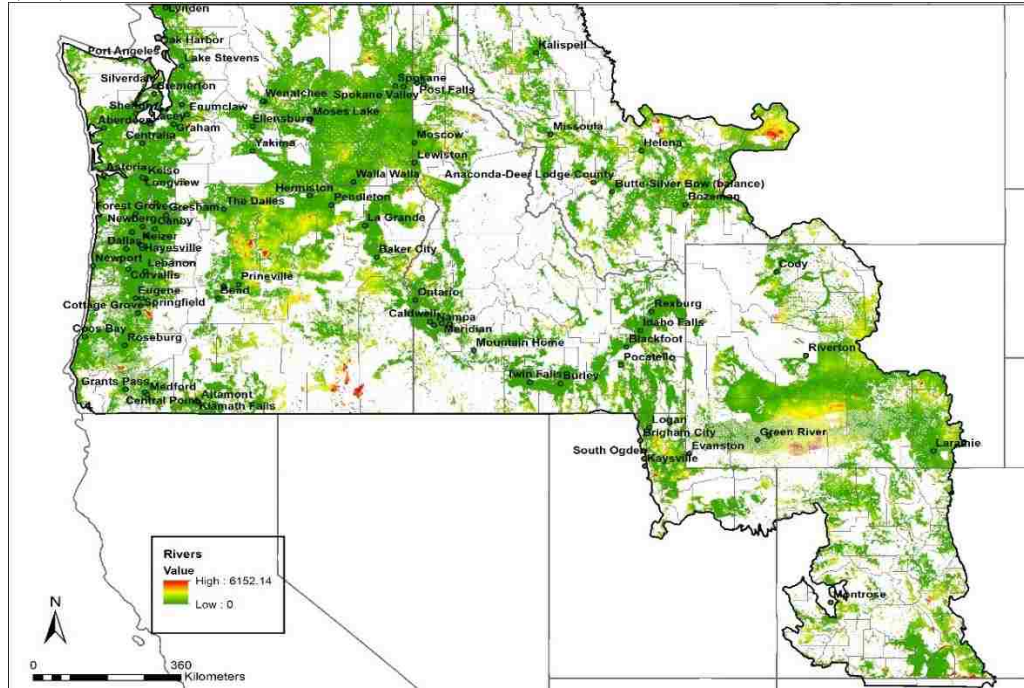 Lynden
Oak Harbor
Port Angeles
Lake Stevens
Kalispell
Silverdale
Bremerton
Spokane
Spokane Valley
Post Falls
Wenatchee
Shelton
Lacey
Enumclaw
Moses Lake
Aberdeen
Graham
Ellensburg
Centralia
Moscow
Missoula
Helena
Yakima
Lewiston
Astoria
Kelso
Longview
Walla Walla
Anaconda-Deer Lodge County
Hermiston
Pendleton
Butte-Silver Bow (balance)
Bozeman
Forest Grove
Gresham
The Dalles
Newberg
Canby
La Grande
Keizer
Dallas
Hayesville
Baker City
Newport
Lebanon
Corvallis
Cody
Prineville
Eugene
Bend
Ontario
Cottage Grove
Springfield
Rexburg
Caldwell
Nampa
Idaho Falls
Coos Bay
Meridian
Roseburg
Mountain Home
Blackfoot
Riverton
Pocatello
Grants Pass
Medford
Twin Falls
Burley
Central Point
Altamont
Klamath Falls
Logan
Brigham City
Green River
South Ogden
Evanston
Laramie
Kaysville
Rivers
Value
High : 6152.14
Low : 0
N
Montrose
0
360
Kilometers